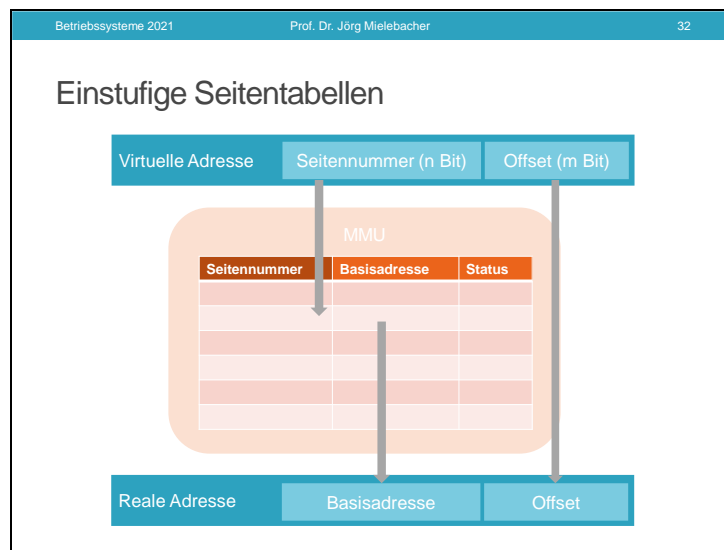 Betriebssysteme 2021 Prof. Dr. Jörg Mielebacher 32
Einstufige Seitentabellen
Virtuelle Adresse Seitennummer (n Bit) Offset (m Bit)
MMU
Seitennummer Basisadresse Status
Reale Adresse Basisadresse Offset